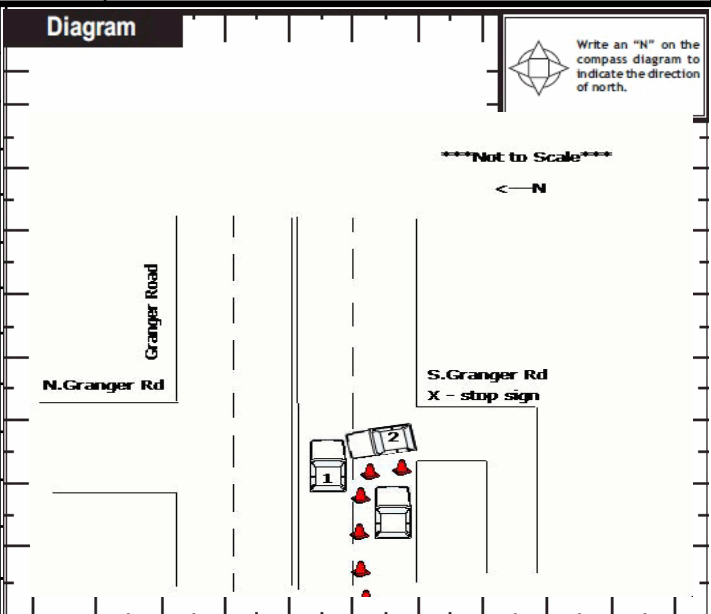 Diagram
Write an “N” on the
compass diagram to
indicate the direction
of north.
***Not to Scale***
<—N
Granger Road
N.Granger Rd
S.Granger Rd
X - stop sign
2
1